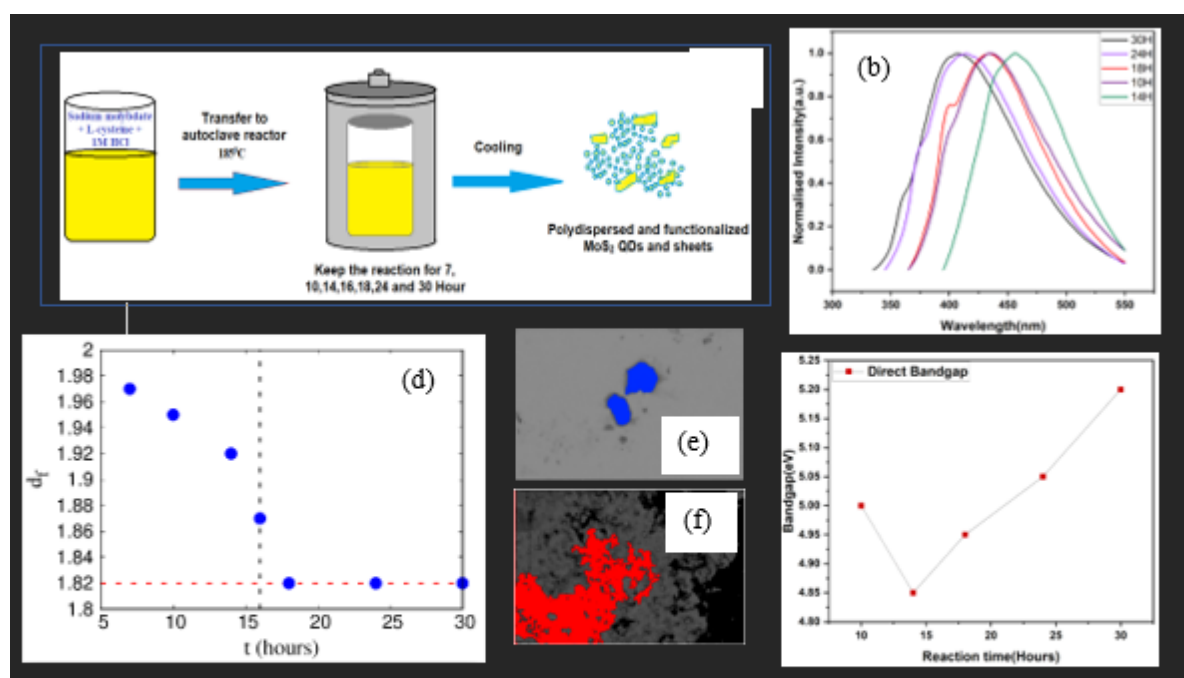 Sodium molybdate
+ L-cysteine +
1M HCl
Transfer to
autoclave reactor
185°C
Cooling
Keep the reaction for 7,
10,14,16,18,24 and 30 Hour
Polydispersed and functionalized
MoS₂ QDs and sheets
(b)
30H
24H
18H
10H
14H
Normalised Intensity(a.u.)
1.0
0.8
0.6
0.4
0.2
0.0
300 350 400 450 500 550
Wavelength(nm)
(d)
d_f
2
1.98
1.96
1.94
1.92
1.9
1.88
1.86
1.84
1.82
1.8
5 10 15 20 25 30
t (hours)
(e)
(f)
Direct Bandgap
Bandgap(eV)
5.25
5.20
5.15
5.10
5.05
5.00
4.95
4.90
4.85
4.80
10 15 20 25 30
Reaction time(Hours)